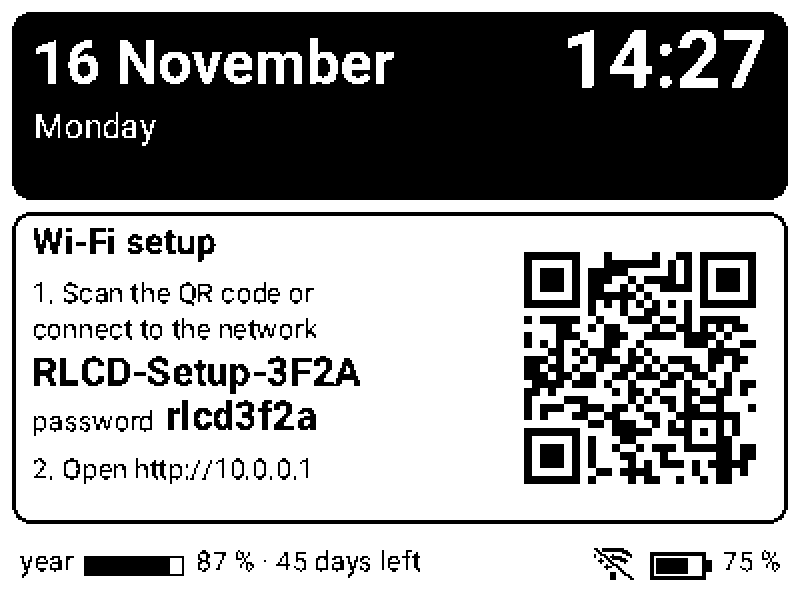 16 November
14:27
Monday
Wi-Fi setup
1. Scan the QR code or
connect to the network
RLCD-Setup-3F2A
password rlcd3f2a
2. Open http://10.0.0.1
year 87 % · 45 days left
75 %